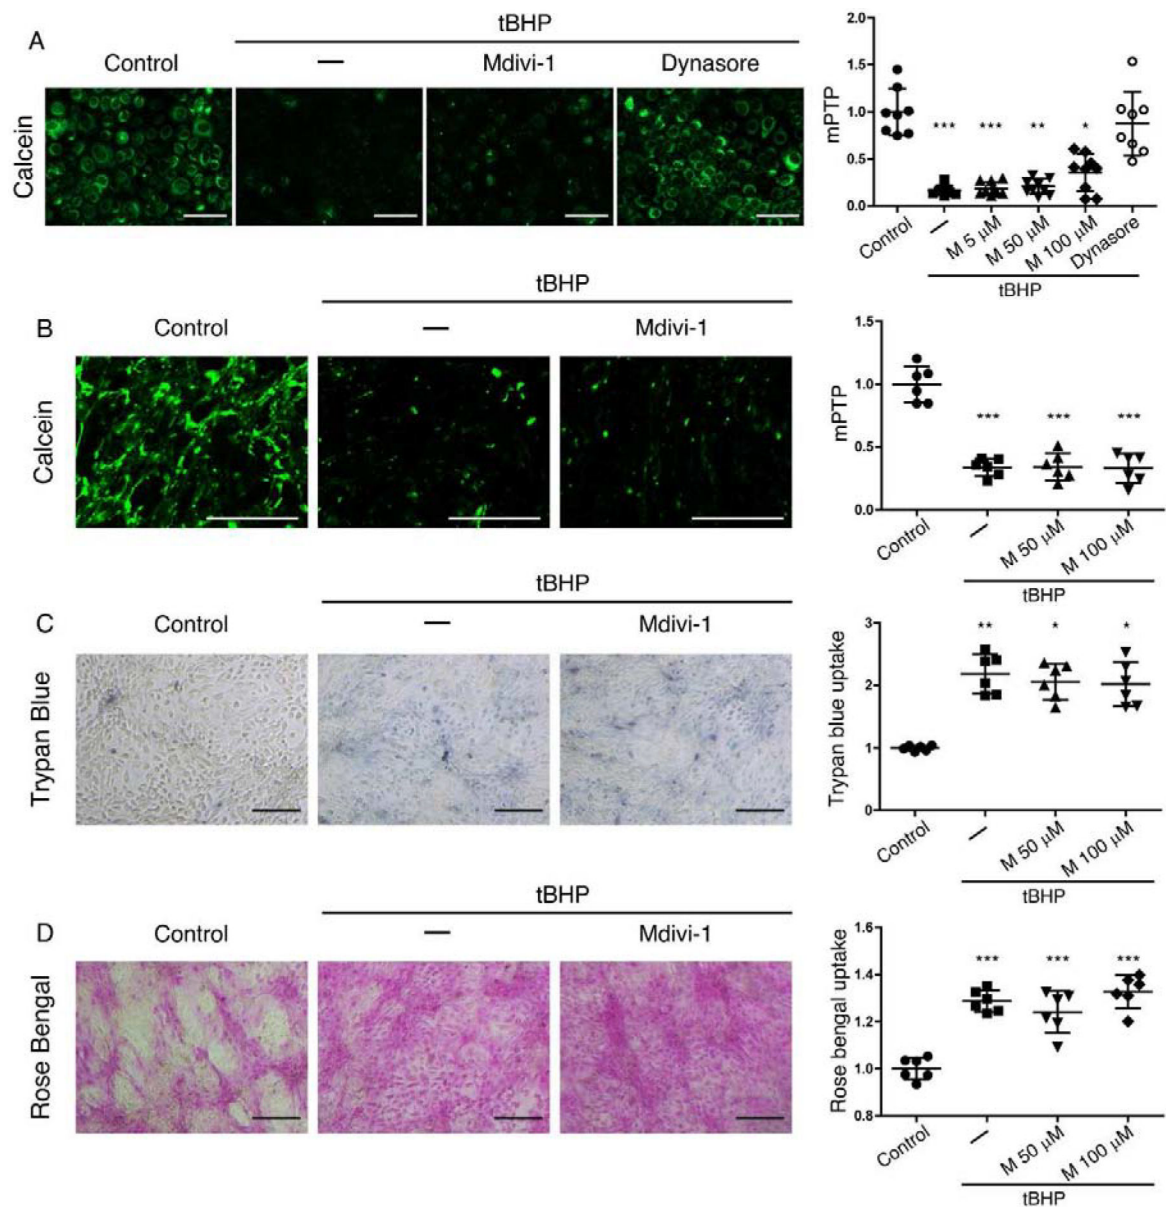 A
tBHP
Control
—
Mdivi-1
Dynasore
Calcein
mPTP
2.0
1.5
1.0
0.5
0.0
***
***
**
*
Control
—
M 5 μM
M 50 μM
M 100 μM
Dynasore
tBHP
B
tBHP
Control
—
Mdivi-1
Calcein
mPTP
1.5
1.0
0.5
0.0
***
***
***
Control
—
M 50 μM
M 100 μM
tBHP
C
tBHP
Control
—
Mdivi-1
Trypan Blue
Trypan blue uptake
3
2
1
0
**
*
*
Control
—
M 50 μM
M 100 μM
tBHP
D
tBHP
Control
—
Mdivi-1
Rose Bengal
Rose bengal uptake
1.6
1.4
1.2
1.0
0.8
***
***
***
Control
—
M 50 μM
M 100 μM
tBHP